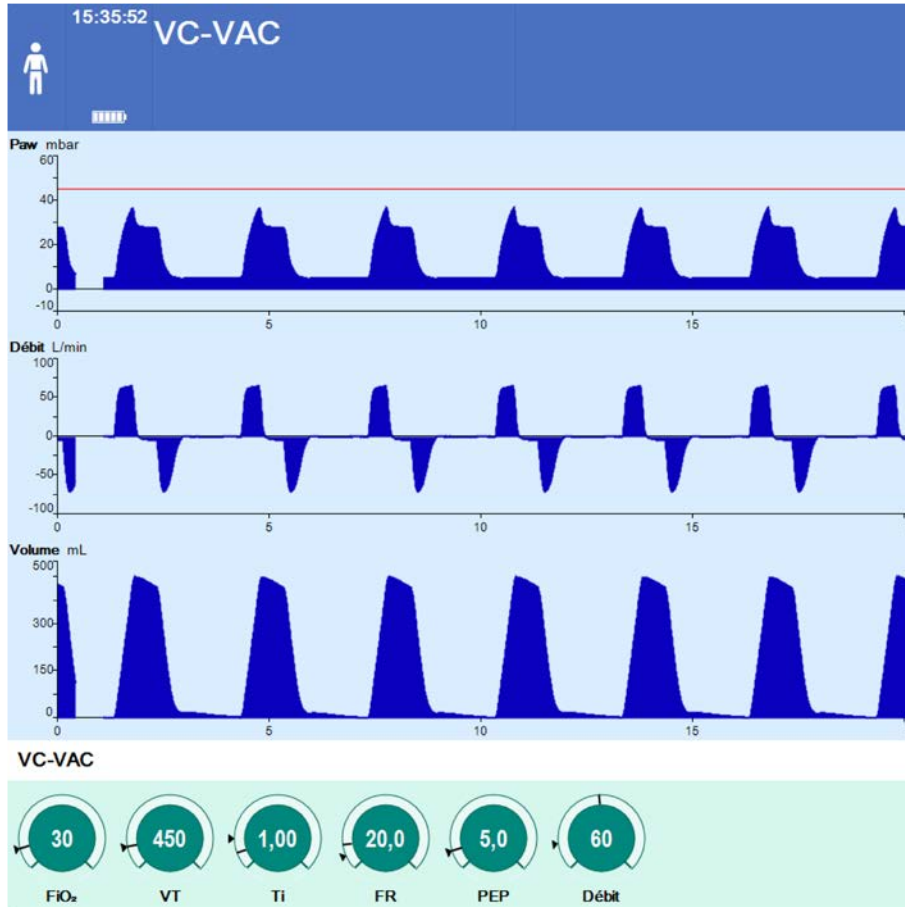 15:35:52
VC-VAC
Paw mbar
60
40
20
0
-10
0 5 10 15
Débit L/min
100
50
0
-50
-100
0 5 10 15
Volume mL
500
300
150
0
0 5 10 15
VC-VAC
30 450 1,00 20,0 5,0 60
FiO₂ VT Ti FR PEP Débit